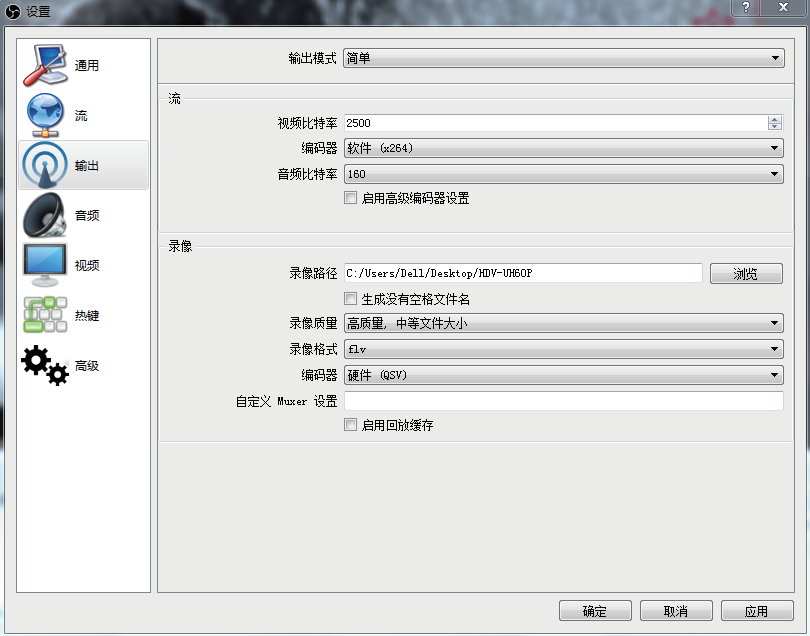 设置
?
通用
流
输出
音频
视频
热键
高级
输出模式 简单
流
视频比特率 2500
编码器 软件 (x264)
音频比特率 160
启用高级编码器设置
录像
录像路径 C:/Users/Dell/Desktop/HDV-UH60P 浏览
生成没有空格文件名
录像质量 高质量, 中等文件大小
录像格式 flv
编码器 硬件 (QSV)
自定义 Muxer 设置
启用回放缓存
确定 取消 应用